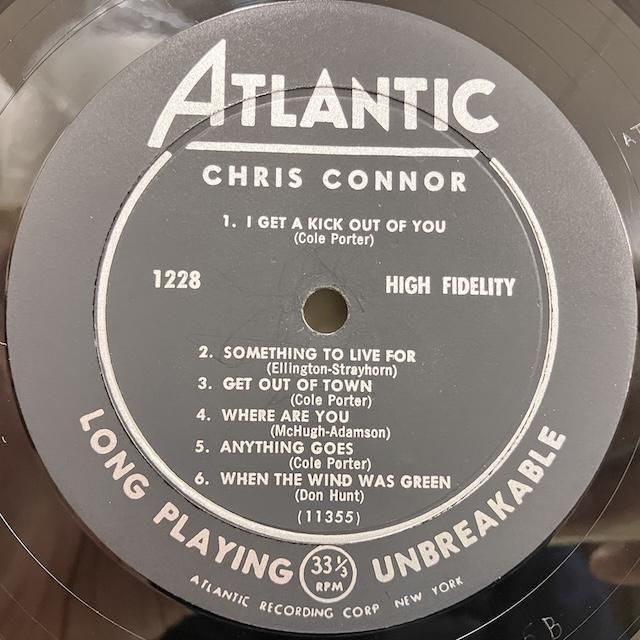 ATLANTIC
CHRIS CONNOR
1. I GET A KICK OUT OF YOU
(Cole Porter)
1228 HIGH FIDELITY
2. SOMETHING TO LIVE FOR
(Ellington-Strayhorn)
3. GET OUT OF TOWN
(Cole Porter)
4. WHERE ARE YOU
(McHugh-Adamson)
5. ANYTHING GOES
(Cole Porter)
6. WHEN THE WIND WAS GREEN
(Don Hunt)
(11355)
LONG PLAYING 33⅓ RPM UNBREAKABLE
ATLANTIC RECORDING CORP NEW YORK